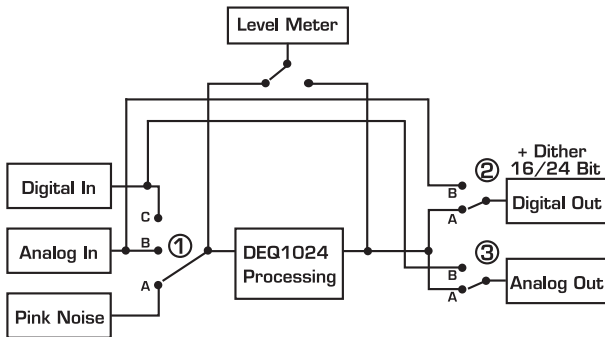 Level Meter
+ Dither
16/24 Bit
②
B
Digital In
C
A
Digital Out
Analog In
B
①
DEQ1024
Processing
③
B
A
Analog Out
A
Pink Noise